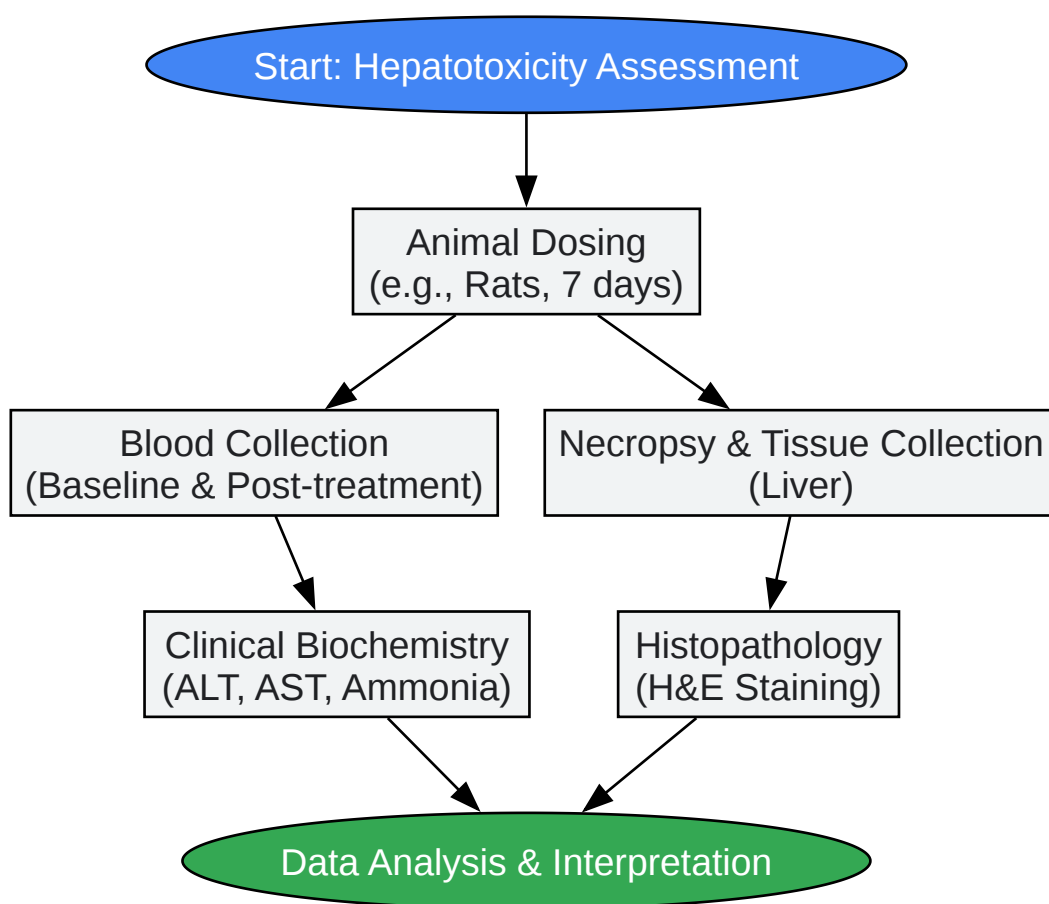 Start: Hepatotoxicity Assessment
Animal Dosing
(e.g., Rats, 7 days)
Blood Collection
(Baseline & Post-treatment)
Necropsy & Tissue Collection
(Liver)
Clinical Biochemistry
(ALT, AST, Ammonia)
Histopathology
(H&E Staining)
Data Analysis & Interpretation